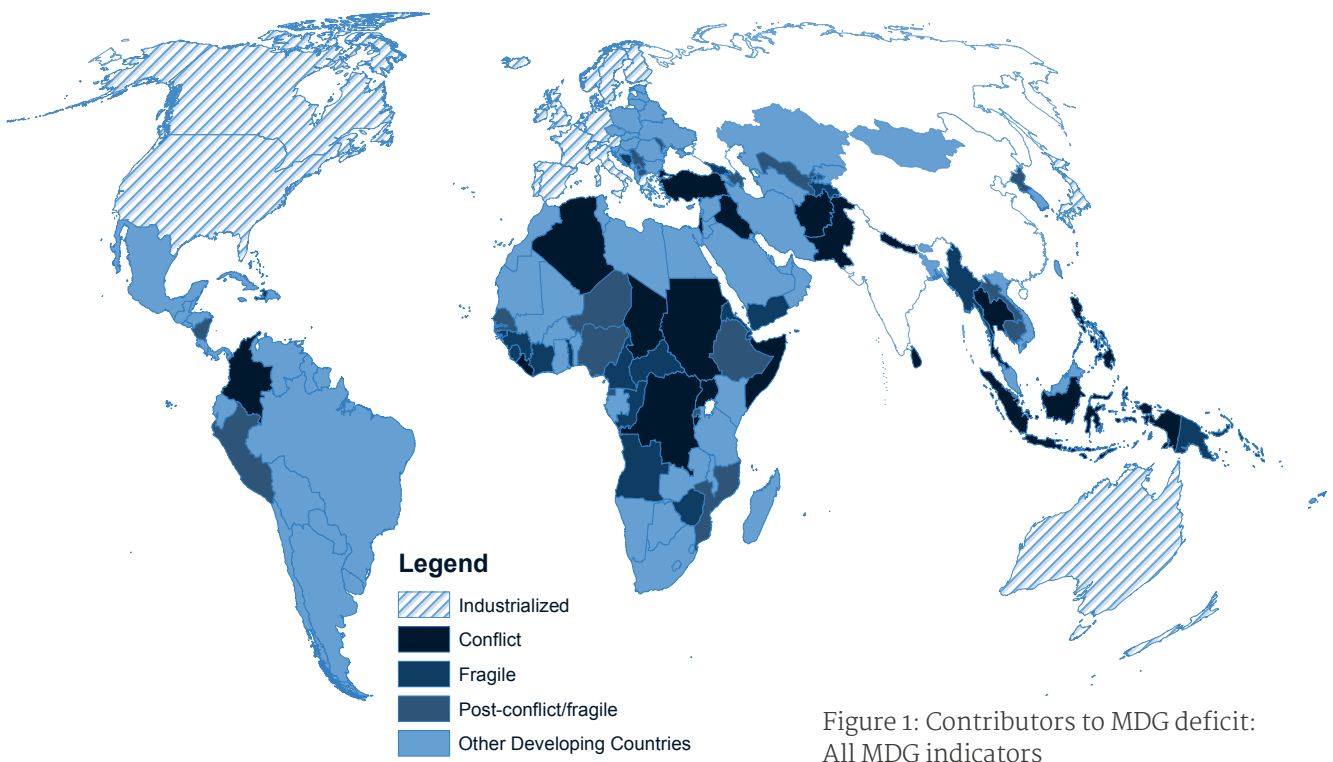 Legend
Industrialized
Conflict
Fragile
Post-conflict/fragile
Other Developing Countries
Figure 1: Contributors to MDG deficit:
All MDG indicators